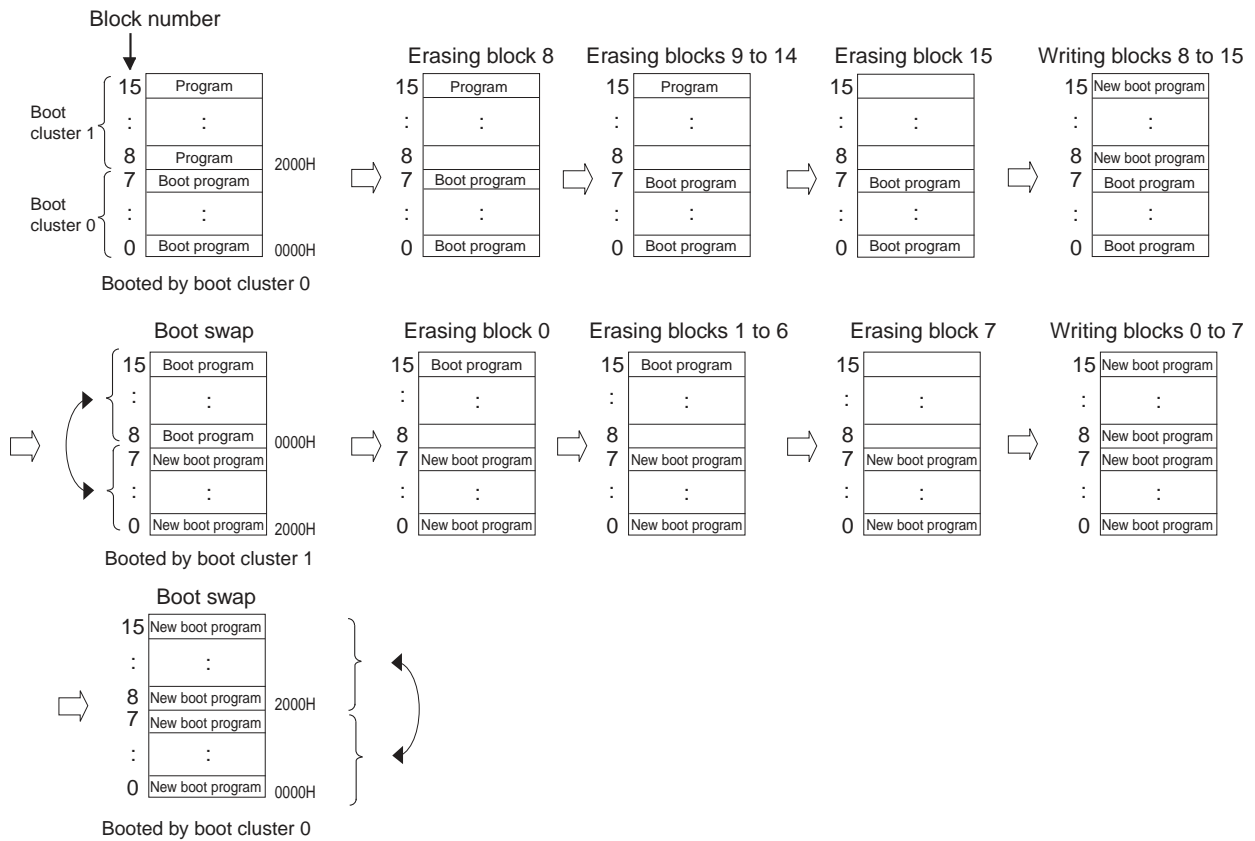 Block number
Erasing block 8
Erasing blocks 9 to 14
Erasing block 15
Writing blocks 8 to 15
Boot cluster 1
Boot cluster 0
15 Program
: :
8 Program 2000H
7 Boot program
: :
0 Boot program 0000H
Booted by boot cluster 0
15 Program
: :
8
7 Boot program
: :
0 Boot program
15 Program
: :
8
7 Boot program
: :
0 Boot program
15
: :
8
7 Boot program
: :
0 Boot program
15 New boot program
: :
8 New boot program
7 Boot program
: :
0 Boot program
Boot swap
Erasing block 0
Erasing blocks 1 to 6
Erasing block 7
Writing blocks 0 to 7
15 Boot program
: :
8 Boot program 0000H
7 New boot program
: :
0 New boot program 2000H
Booted by boot cluster 1
15 Boot program
: :
8
7 New boot program
: :
0 New boot program
15 Boot program
: :
8
7 New boot program
: :
0 New boot program
15
: :
8
7 New boot program
: :
0 New boot program
15 New boot program
: :
8 New boot program
7 New boot program
: :
0 New boot program
Boot swap
15 New boot program
: :
8 New boot program 2000H
7 New boot program
: :
0 New boot program 0000H
Booted by boot cluster 0